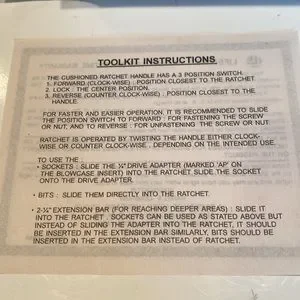 TOOLKIT INSTRUCTIONS
THE CUSHIONED RATCHET HANDLE HAS A 3 POSITION SWITCH.
1. FORWARD (CLOCK-WISE) : POSITION CLOSEST TO THE RATCHET.
2. LOCK : THE CENTER POSITION.
3. REVERSE (COUNTER CLOCK-WISE) : POSITION CLOSEST TO THE
HANDLE.
FOR FASTER AND EASIER OPERATION, IT IS RECOMMENDED TO SLIDE
THE POSITION SWITCH TO FORWARD : FOR FASTENING THE SCREW
OR NUT, AND TO REVERSE : FOR UNFASTENING THE SCREW OR NUT.
RATCHET IS OPERATED BY TWISTING THE HANDLE EITHER CLOCK-
WISE OR COUNTER CLOCK-WISE , DEPENDING ON THE INTENDED USE.
TO USE THE :
• SOCKETS : SLIDE THE ¼" DRIVE ADAPTER (MARKED 'AP' ON
THE BLOWCASE INSERT) INTO THE RATCHET SLIDE THE SOCKET
ONTO THE DRIVE ADAPTER.
• BITS : SLIDE THEM DIRECTLY INTO THE RATCHET.
• 2-¼" EXTENSION BAR (FOR REACHING DEEPER AREAS) : SLIDE IT
INTO THE RATCHET . SOCKETS CAN BE USED AS STATED ABOVE BUT
INSTEAD OF SLIDING THE ADAPTER INTO THE RATCHET, IT SHOULD
BE INSERTED IN THE EXTENSION BAR SIMILARLY, BITS SHOULD BE
INSERTED IN THE EXTENSION BAR INSTEAD OF RATCHET.